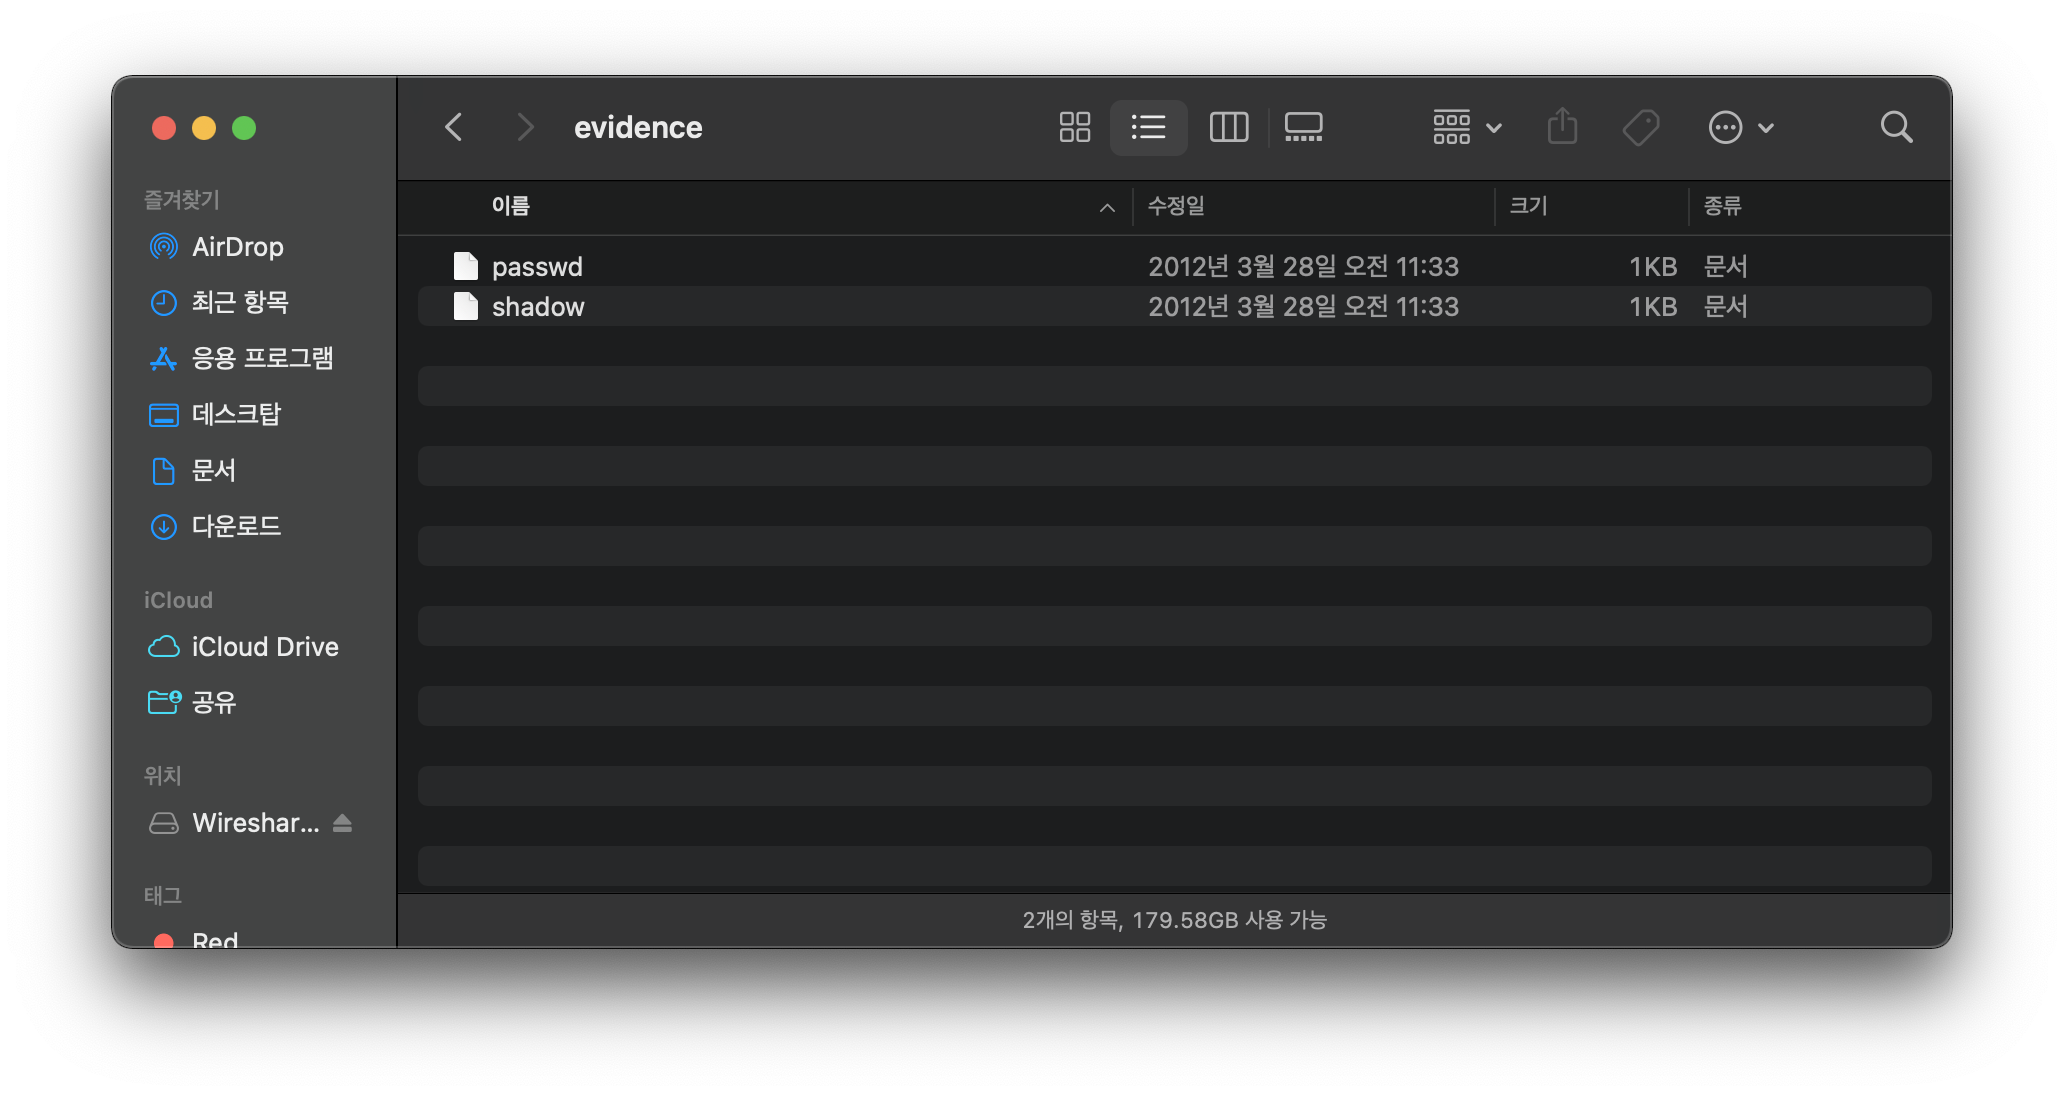 evidence
즐겨찾기
AirDrop
최근 항목
응용 프로그램
데스크탑
문서
다운로드
iCloud
iCloud Drive
공유
위치
Wireshar...
태그
Red
이름 수정일 크기 종류
passwd 2012년 3월 28일 오전 11:33 1KB 문서
shadow 2012년 3월 28일 오전 11:33 1KB 문서
2개의 항목, 179.58GB 사용 가능